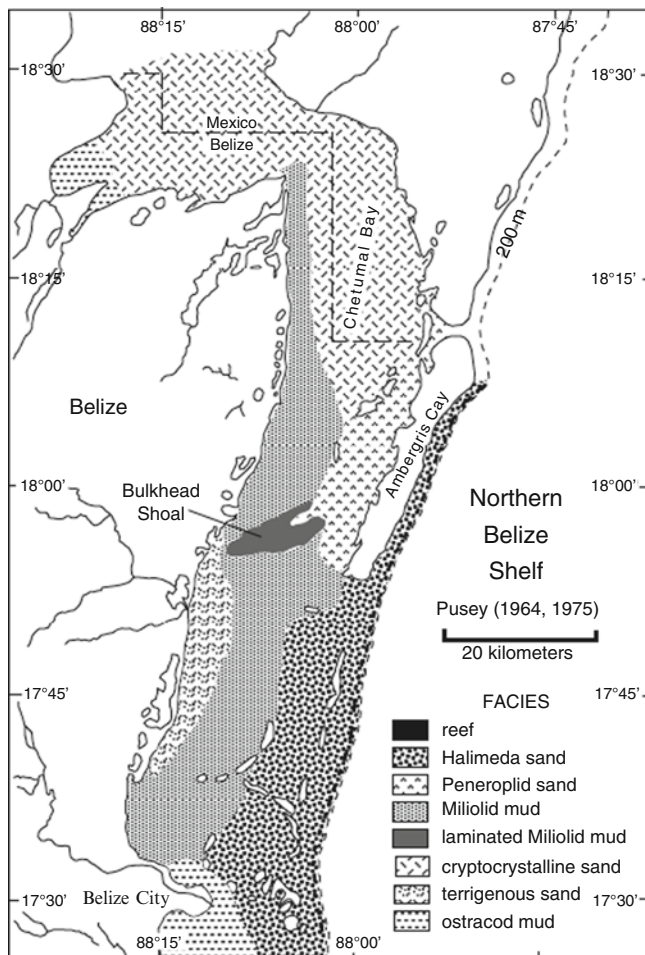 88°15' 88°00' 87°45'
18°30' 18°30'
Mexico
Belize
Chetumal Bay
200 m
18°15' 18°15'
Belize
Ambergris Cay
18°00' 18°00'
Bulkhead
Shoal
Northern
Belize
Shelf
Pusey (1964, 1975)
20 kilometers
17°45' 17°45'
FACIES
reef
Halimeda sand
Peneroplid sand
Miliolid mud
laminated Miliolid mud
cryptocrystalline sand
terrigenous sand
ostracod mud
Belize City
17°30' 17°30'
88°15' 88°00'